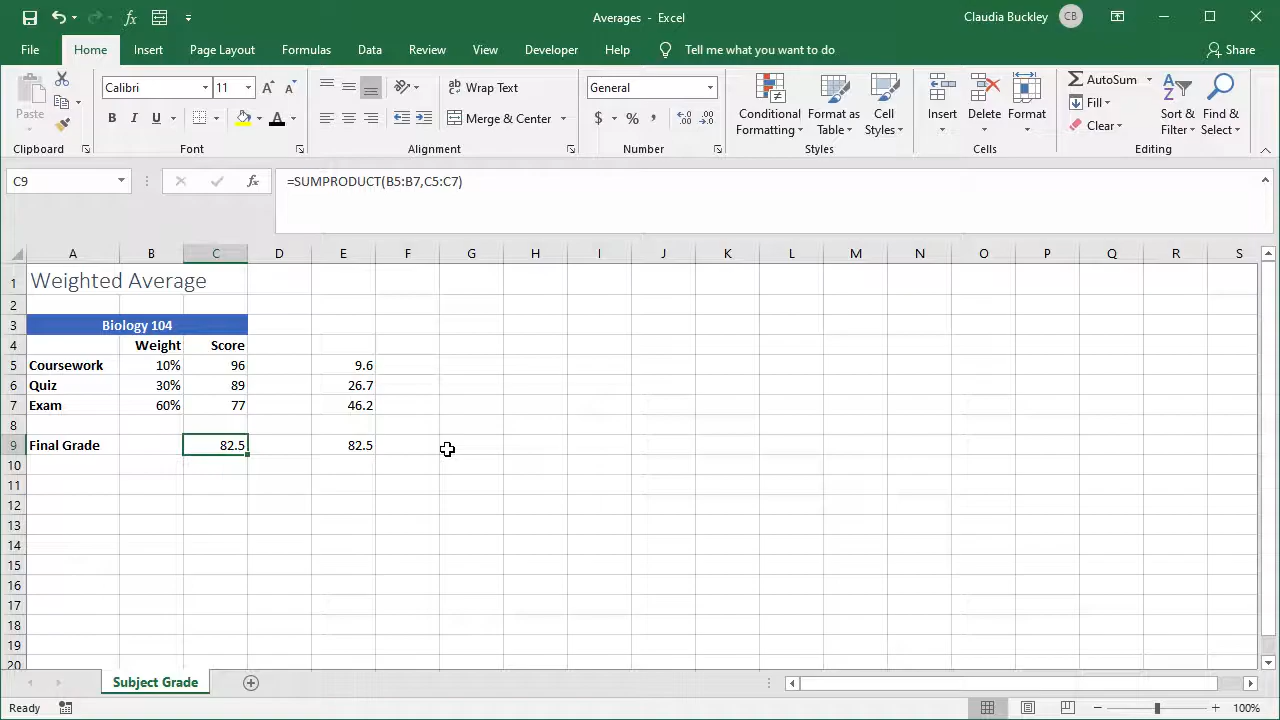 Averages - Excel
Claudia Buckley CB
File Home Insert Page Layout Formulas Data Review View Developer Help Tell me what you want to do Share
Paste
Clipboard
Calibri 11
B I U A
Font
Wrap Text
Merge & Center
Alignment
General
$ % ,
Number
Conditional Formatting
Format as Table
Cell Styles
Styles
Insert
Delete
Format
Cells
AutoSum
Fill
Clear
Sort & Filter
Find & Select
Editing
C9 fx =SUMPRODUCT(B5:B7,C5:C7)
A B C D E F G H I J K L M N O P Q R S
1 Weighted Average
2
3 Biology 104
4 Weight Score
5 Coursework 10% 96 9.6
6 Quiz 30% 89 26.7
7 Exam 60% 77 46.2
8
9 Final Grade 82.5 82.5
10
11
12
13
14
15
16
17
18
19
20
Subject Grade
Ready 100%